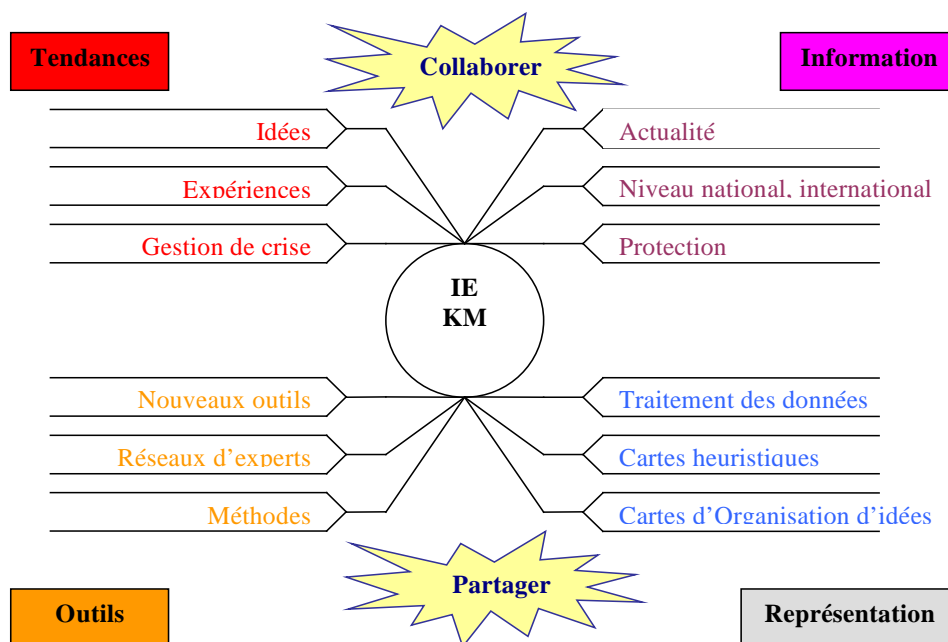 Tendances
Collaborer
Information
Idées
Actualité
Expériences
Niveau national, international
Gestion de crise
Protection
IE
KM
Nouveaux outils
Traitement des données
Réseaux d'experts
Cartes heuristiques
Méthodes
Cartes d'Organisation d'idées
Partager
Outils
Représentation